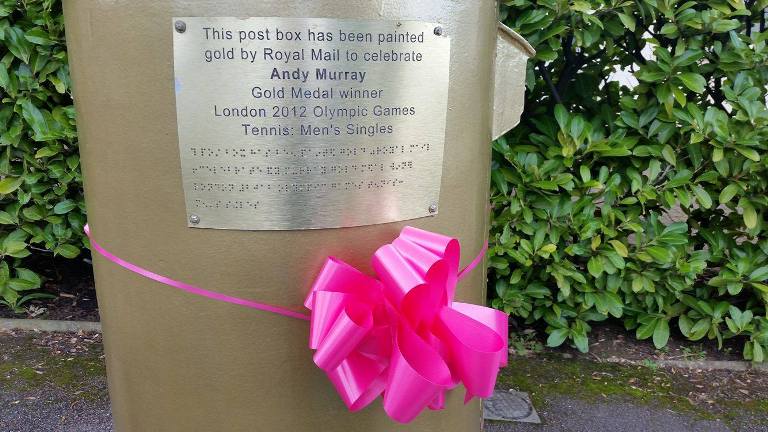 This post box has been painted
gold by Royal Mail to celebrate
Andy Murray
Gold Medal winner
London 2012 Olympic Games
Tennis: Men's Singles